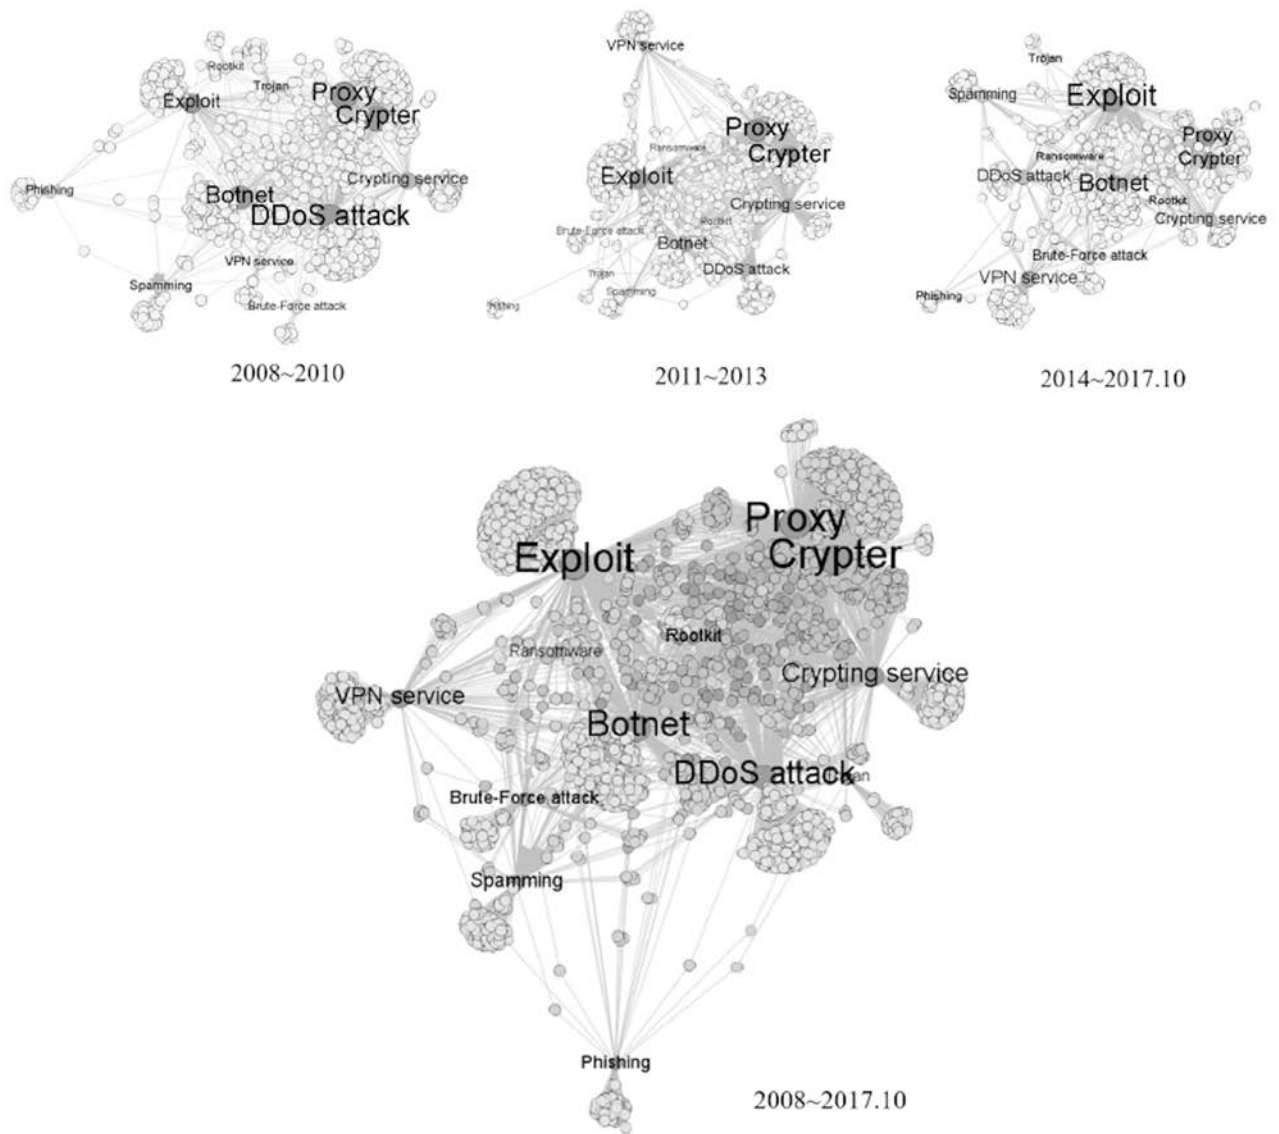 Rootkit
Trojan
Exploit
Proxy
Crypter
Phishing
Botnet
Crypting service
DDoS attack
VPN service
Spamming
Brute-Force attack
2008~2010
VPN service
Proxy
Ransomware
Crypter
Exploit
Crypting service
Rootkit
Brute-Force attack
Botnet
DDoS attack
Trojan
Spamming
Phishing
2011~2013
Trojan
Spamming
Exploit
Proxy
Ransomware
Crypter
DDoS attack
Botnet
Rootkit
Crypting service
Brute-Force attack
VPN service
Phishing
2014~2017.10
Proxy
Exploit
Crypter
Rootkit
Ransomware
Crypting service
VPN service
Botnet
DDoS attack
Brute-Force attack
Spamming
Phishing
2008~2017.10